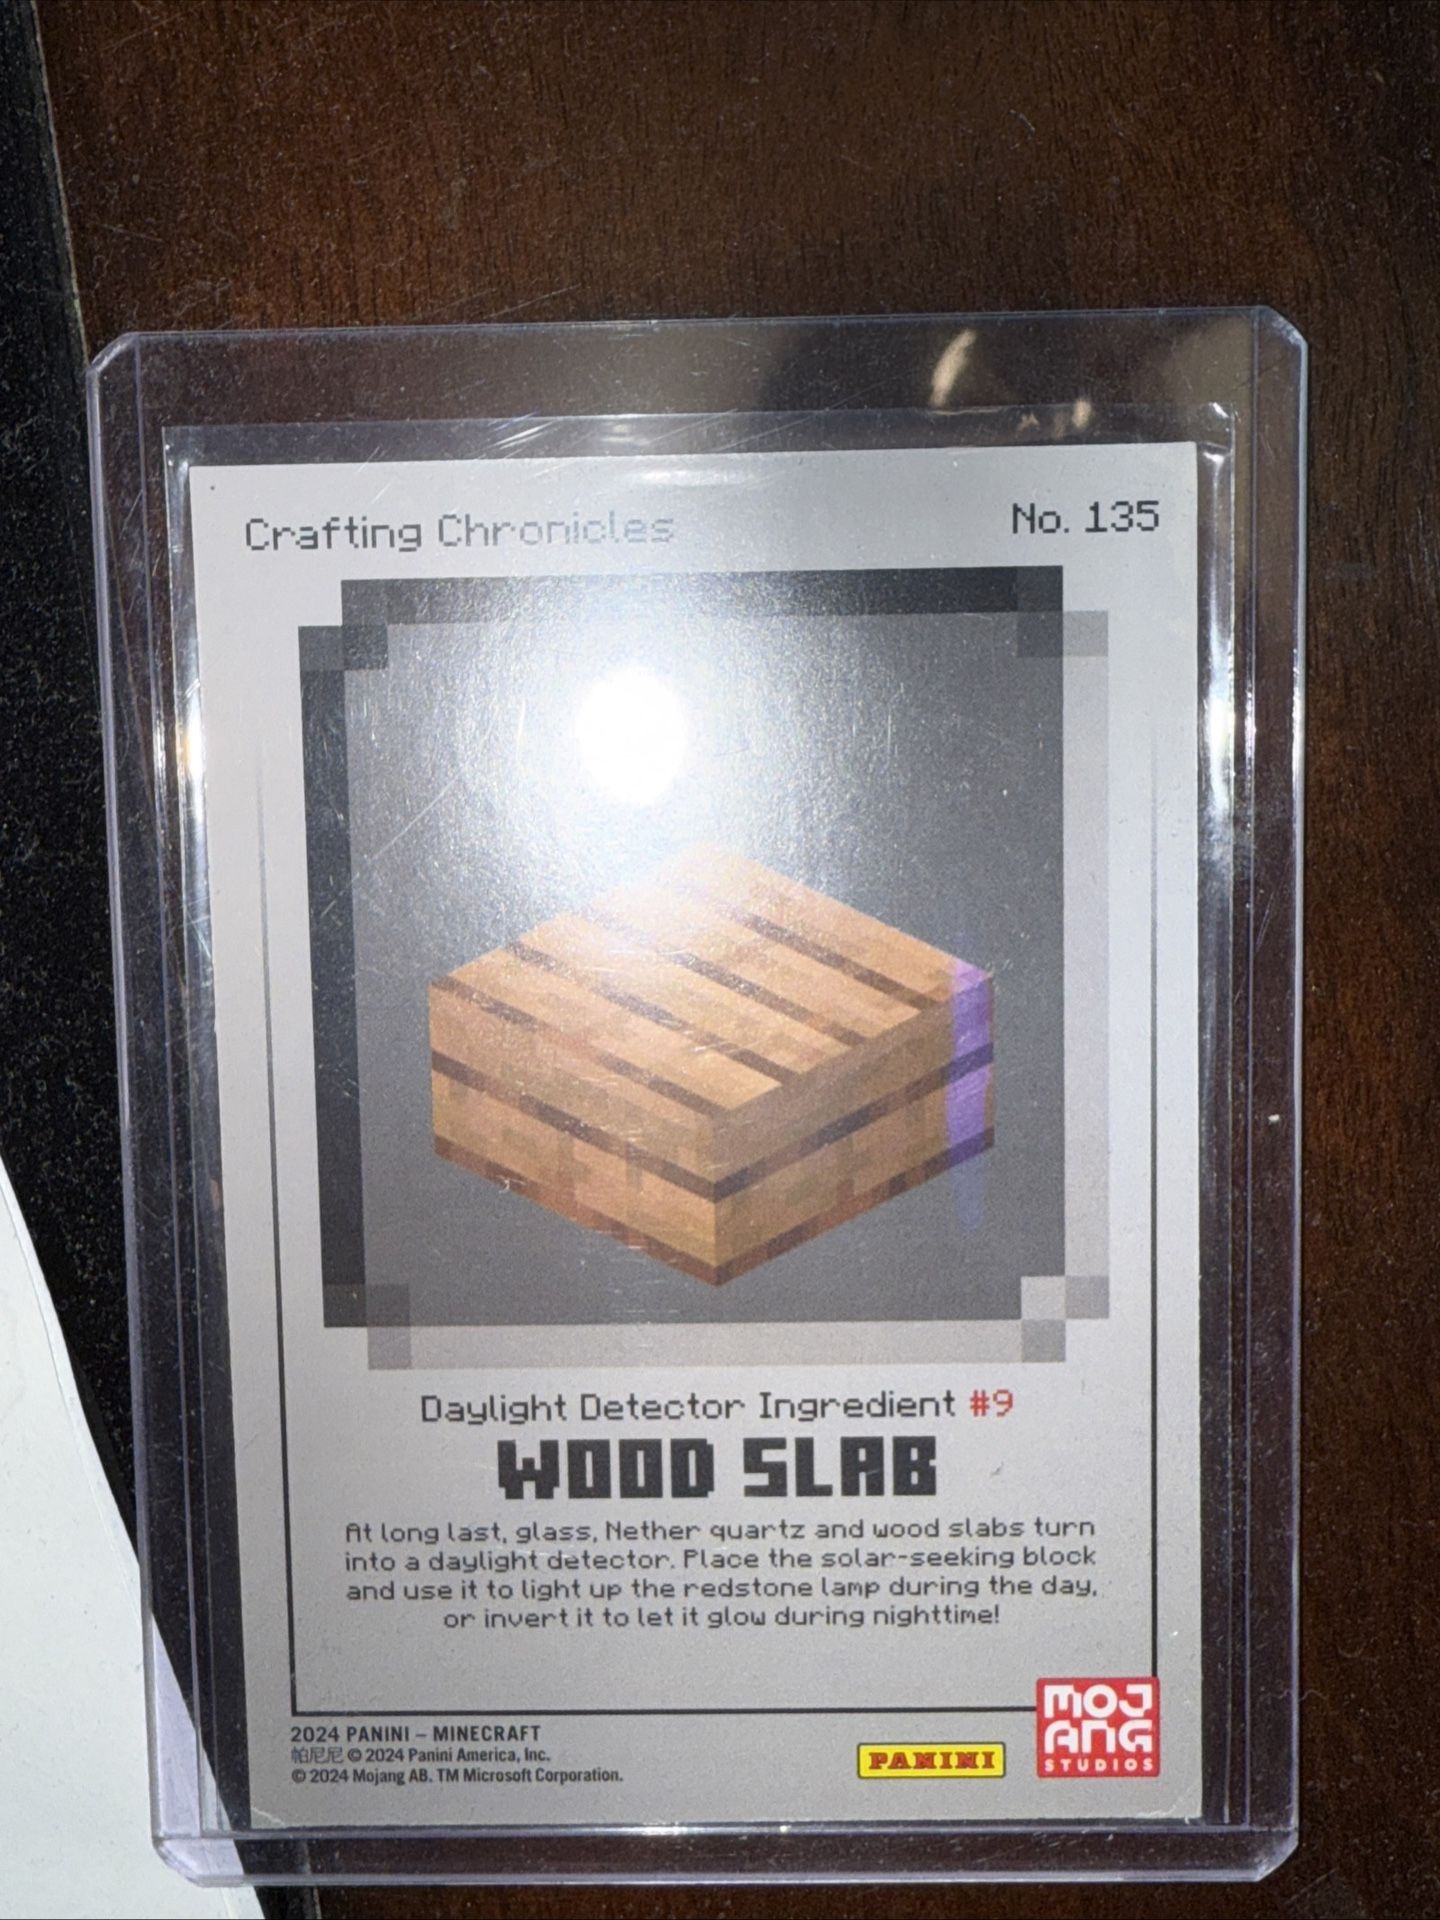 Crafting Chronicles
No. 135
Daylight Detector Ingredient #9
WOOD SLAB
At long last, glass, Nether quartz and wood slabs turn
into a daylight detector. Place the solar-seeking block
and use it to light up the redstone lamp during the day,
or invert it to let it glow during nighttime!
2024 PANINI – MINECRAFT
帕尼尼 © 2024 Panini America, Inc.
© 2024 Mojang AB. TM Microsoft Corporation.
PANINI
MOJ
ANG
STUDIOS